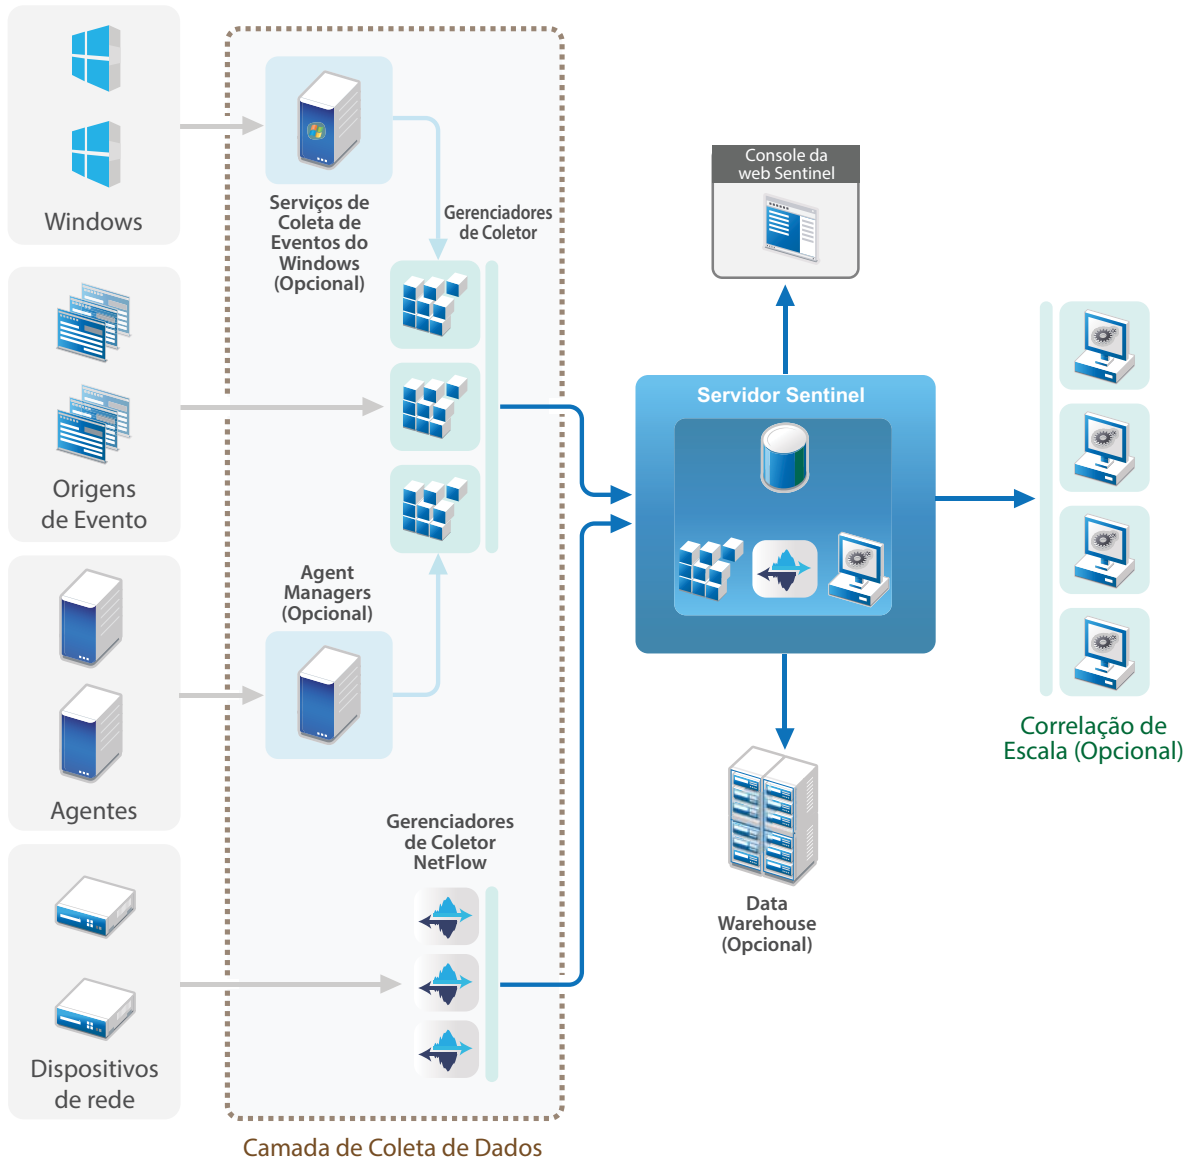 Windows
Origens
de Evento
Agentes
Dispositivos
de rede
Serviços de
Coleta de
Eventos do
Windows
(Opcional)
Gerenciadores
de Coletor
Agent
Managers
(Opcional)
Gerenciadores
de Coletor
NetFlow
Camada de Coleta de Dados
Console da
web Sentinel
Servidor Sentinel
Data
Warehouse
(Opcional)
Correlação de
Escala (Opcional)